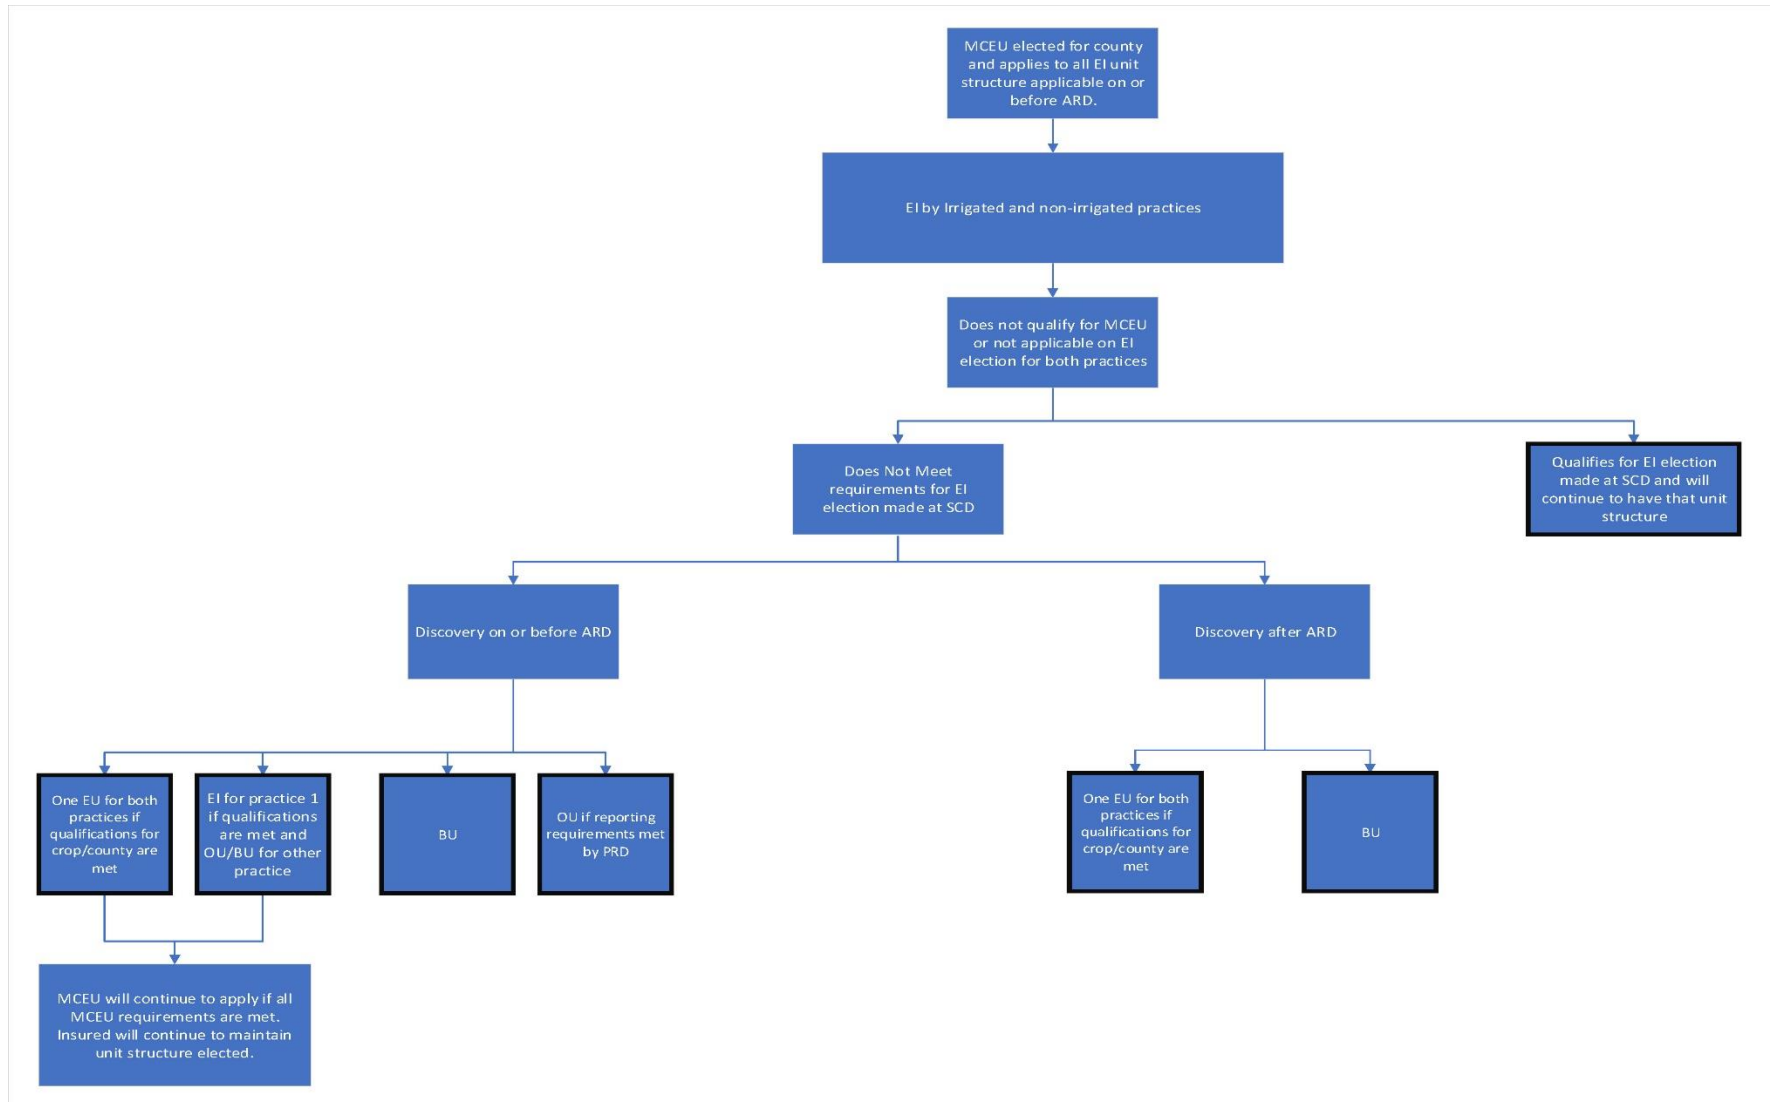 MCEU elected for county
and applies to all EI unit
structure applicable on or
before ARD.
EI by Irrigated and non-irrigated practices
Does not qualify for MCEU
or not applicable on EI
election for both practices
Does Not Meet
requirements for EI
election made at SCD
Qualifies for EI election
made at SCD and will
continue to have that unit
structure
Discovery on or before ARD
Discovery after ARD
One EU for both
practices if
qualifications for
crop/county are
met
EI for practice 1
if qualifications
are met and
OU/BU for other
practice
BU
OU if reporting
requirements met
by PRD
One EU for both
practices if
qualifications for
crop/county are
met
BU
MCEU will continue to apply if all
MCEU requirements are met.
Insured will continue to maintain
unit structure elected.